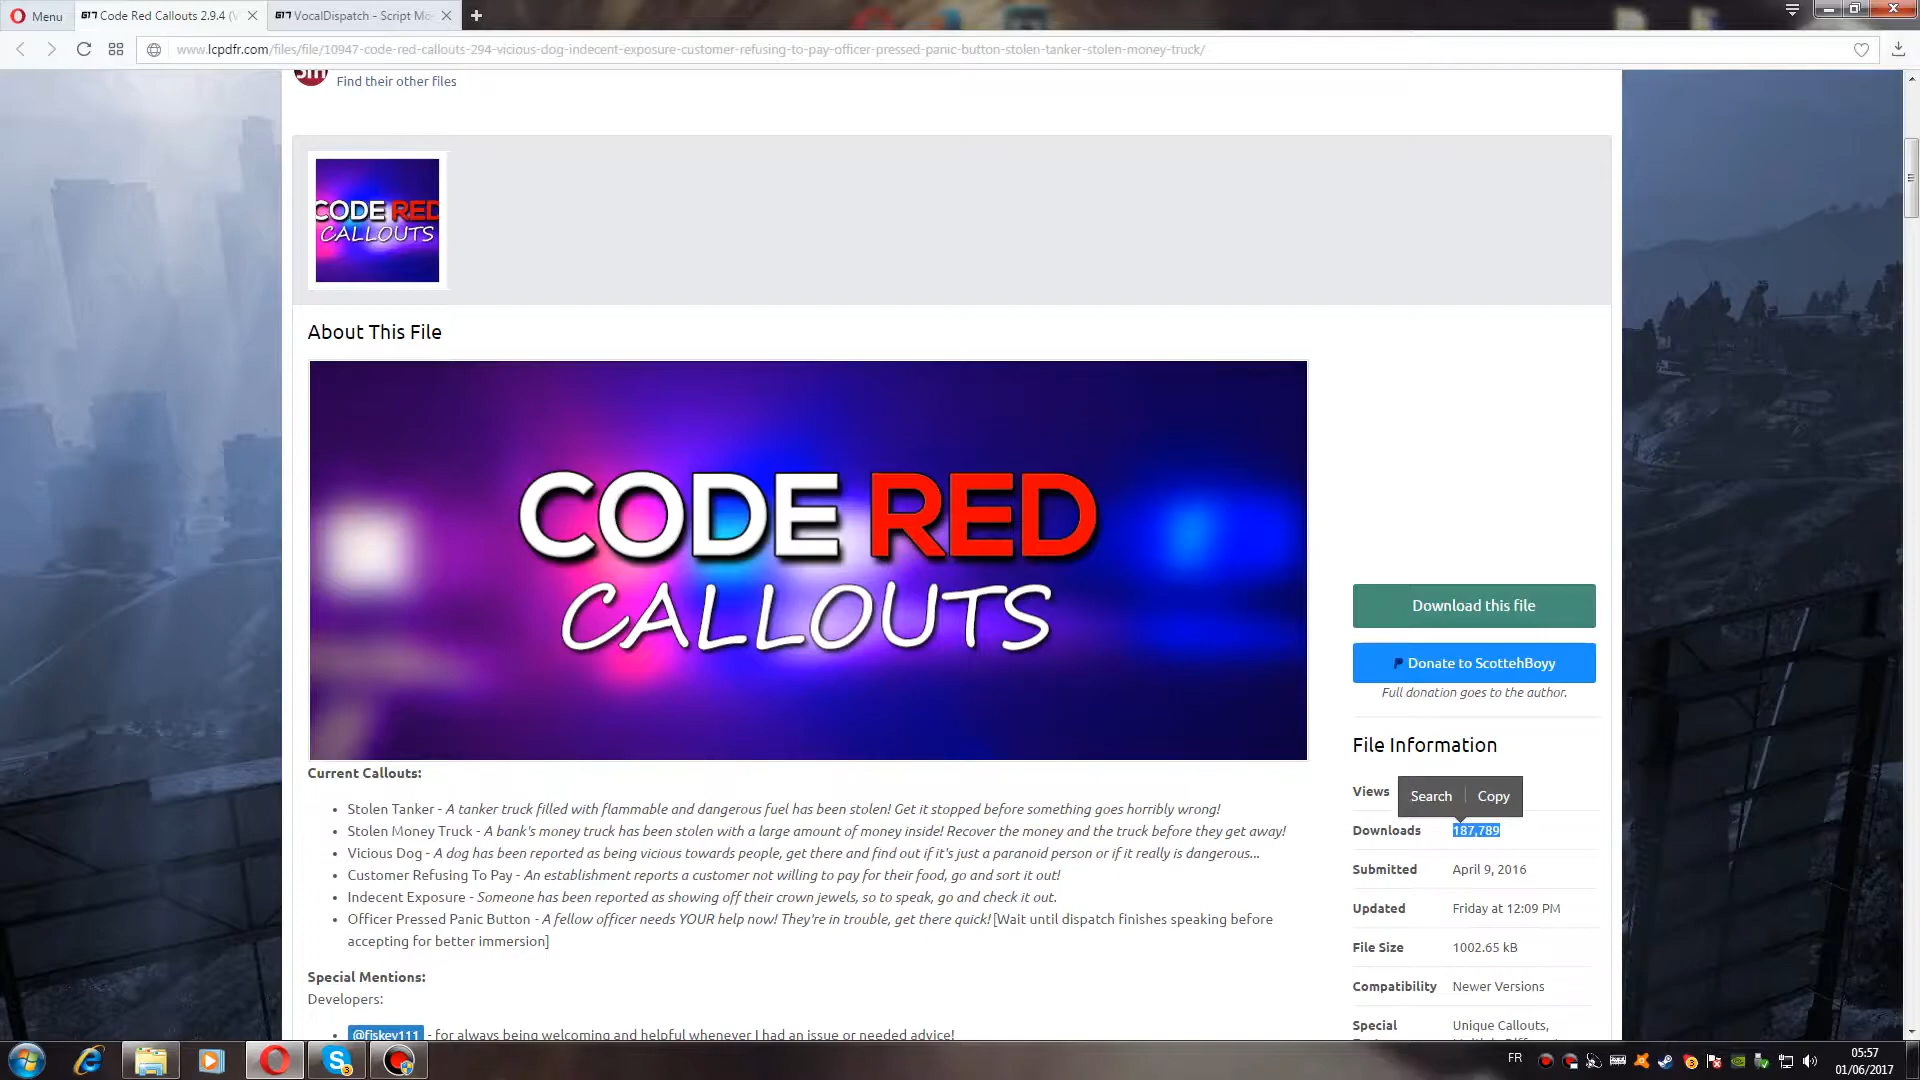 Menu
G17 Code Red Callouts 2.9.4 (V
G17 VocalDispatch - Script Mo
www.lcpdfr.com/files/file/10947-code-red-callouts-294-vicious-dog-indecent-exposure-customer-refusing-to-pay-officer-pressed-panic-button-stolen-tanker-stolen-money-truck/
Find their other files
CODE RED
CALLOUTS
About This File
CODE RED
CALLOUTS
Download this file
Donate to ScottehBoyy
Full donation goes to the author.
File Information
Views
Search
Copy
Downloads 187,789
Submitted April 9, 2016
Updated Friday at 12:09 PM
File Size 1002.65 kB
Compatibility Newer Versions
Special Unique Callouts,
Current Callouts:
• Stolen Tanker - A tanker truck filled with flammable and dangerous fuel has been stolen! Get it stopped before something goes horribly wrong!
• Stolen Money Truck - A bank's money truck has been stolen with a large amount of money inside! Recover the money and the truck before they get away!
• Vicious Dog - A dog has been reported as being vicious towards people, get there and find out if it's just a paranoid person or if it really is dangerous...
• Customer Refusing To Pay - An establishment reports a customer not willing to pay for their food, go and sort it out!
• Indecent Exposure - Someone has been reported as showing off their crown jewels, so to speak, go and check it out.
• Officer Pressed Panic Button - A fellow officer needs YOUR help now! They're in trouble, get there quick! [Wait until dispatch finishes speaking before
accepting for better immersion]
Special Mentions:
Developers:
• @fiskey111 - for always being welcoming and helpful whenever I had an issue or needed advice!
FR
05:57
01/06/2017